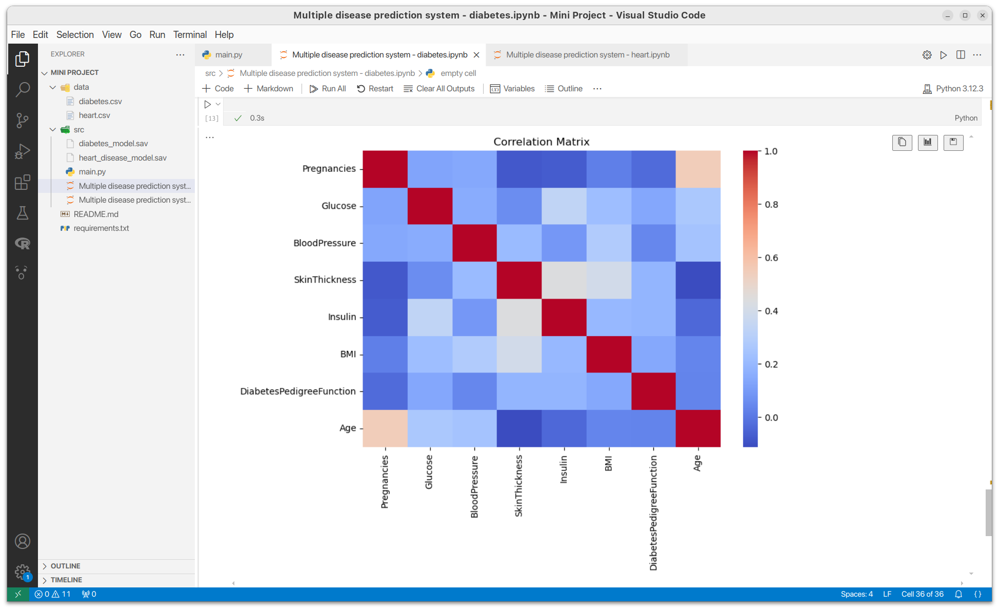 Multiple disease prediction system - diabetes.ipynb - Mini Project - Visual Studio Code
File Edit Selection View Go Run Terminal Help
EXPLORER
MINI PROJECT
data
diabetes.csv
heart.csv
src
diabetes_model.sav
heart_disease_model.sav
main.py
Multiple disease prediction syst...
Multiple disease prediction syst...
README.md
requirements.txt
OUTLINE
TIMELINE
main.py
Multiple disease prediction system - diabetes.ipynb
Multiple disease prediction system - heart.ipynb
src > Multiple disease prediction system - diabetes.ipynb > empty cell
+ Code + Markdown Run All Restart Clear All Outputs Variables Outline ... Python 3.12.3
[13] 0.3s Python
Correlation Matrix
Pregnancies
Glucose
BloodPressure
SkinThickness
Insulin
BMI
DiabetesPedigreeFunction
Age
Pregnancies
Glucose
BloodPressure
SkinThickness
Insulin
BMI
DiabetesPedigreeFunction
Age
1.0
0.8
0.6
0.4
0.2
0.0
1
0 11 0
Spaces: 4 LF Cell 36 of 36 { }